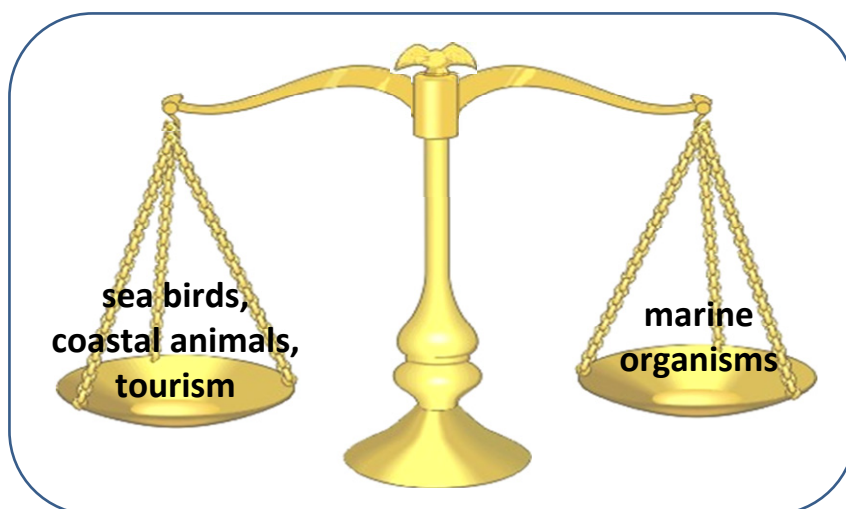 sea birds,
coastal animals,
tourism
marine
organisms